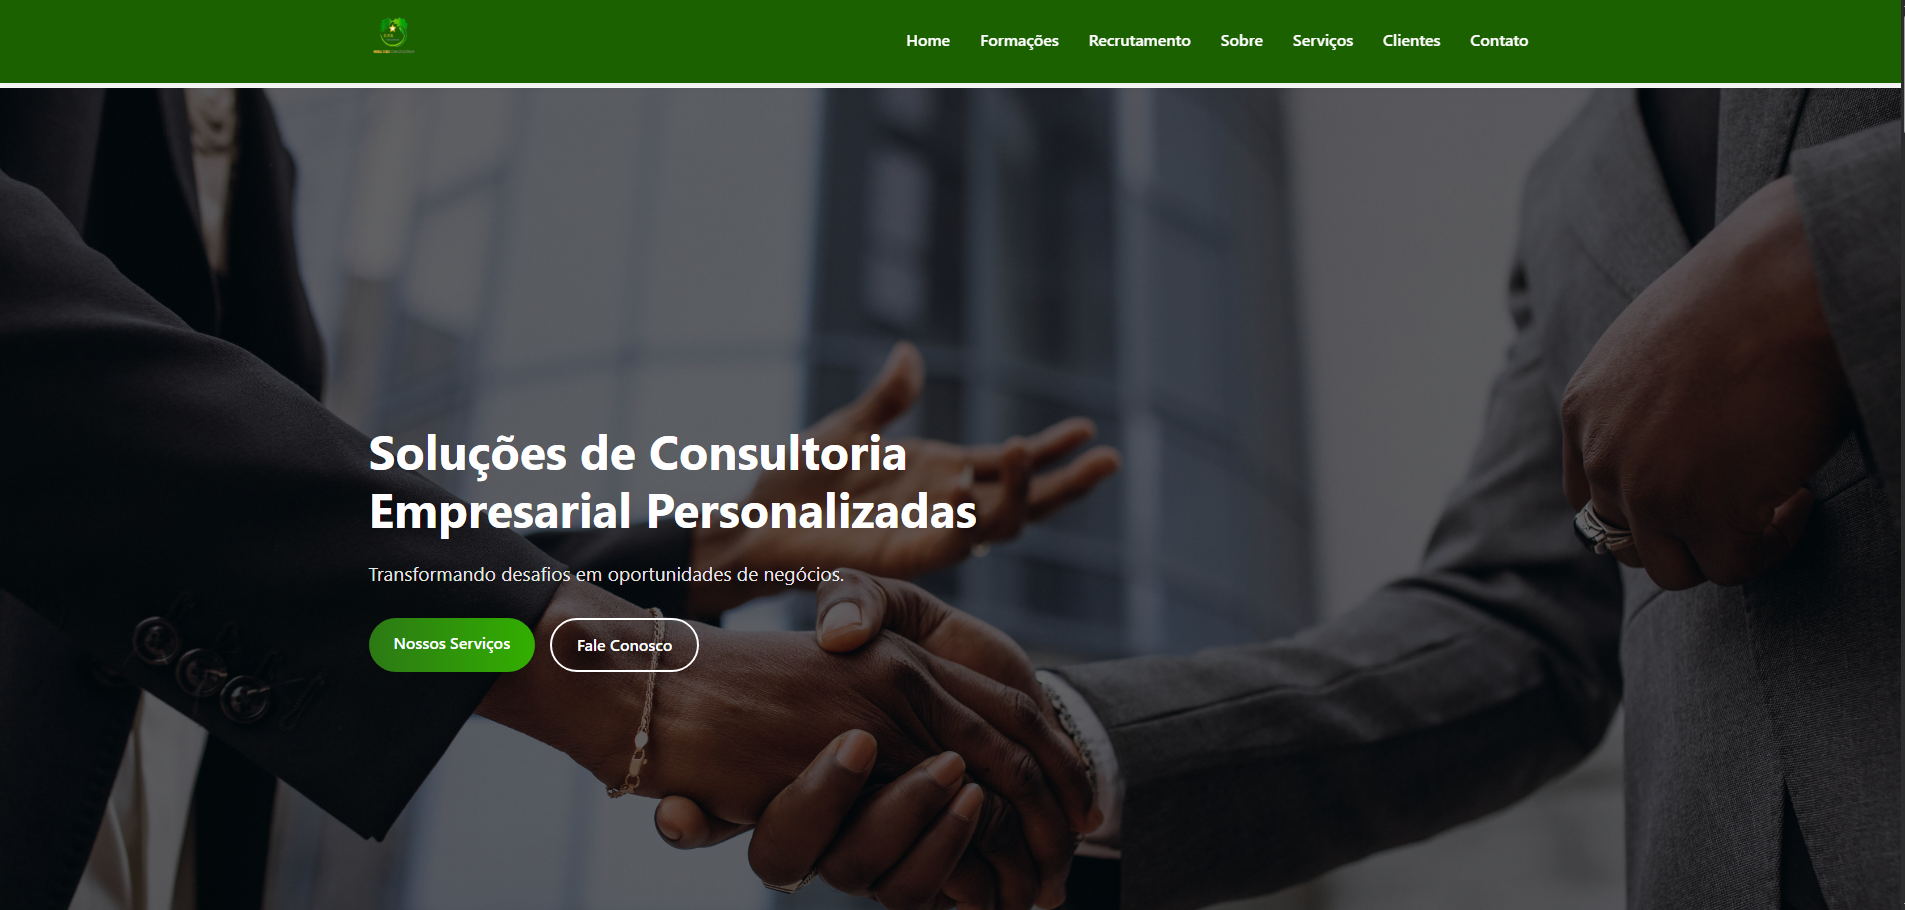 Home Formações Recrutamento Sobre Serviços Clientes Contato
Soluções de Consultoria
Empresarial Personalizadas
Transformando desafios em oportunidades de negócios.
Nossos Serviços Fale Conosco